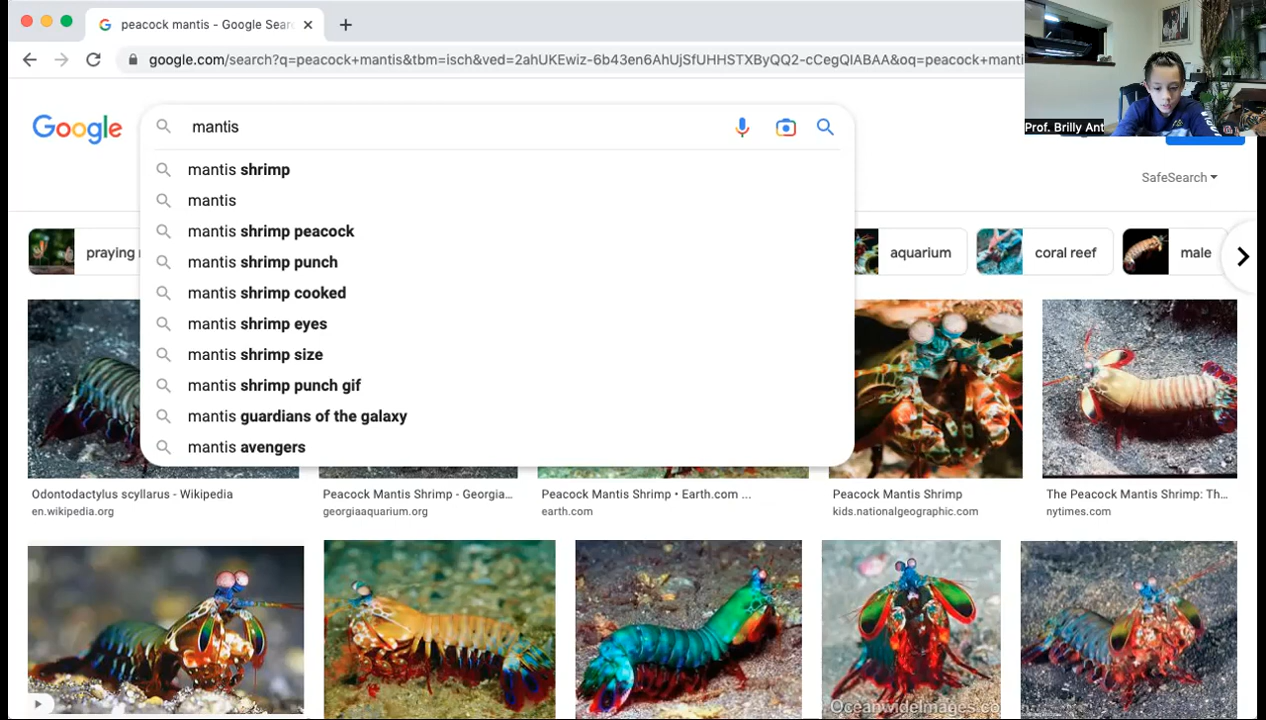 peacock mantis - Google Sear
google.com/search?q=peacock+mantis&tbm=isch&ved=2ahUKEwiz-6b43en6AhUjSfUHHSTXByQQ2-cCegQIABAA&oq=peacock+manti
Prof. Brilly Ant
Google
mantis
SafeSearch
mantis shrimp
mantis
mantis shrimp peacock
mantis shrimp punch
mantis shrimp cooked
mantis shrimp eyes
mantis shrimp size
mantis shrimp punch gif
mantis guardians of the galaxy
mantis avengers
praying
aquarium
coral reef
male
Odontodactylus scyllarus - Wikipedia
en.wikipedia.org
Peacock Mantis Shrimp - Georgia...
georgiaaquarium.org
Peacock Mantis Shrimp • Earth.com ...
earth.com
Peacock Mantis Shrimp
kids.nationalgeographic.com
The Peacock Mantis Shrimp: Th...
nytimes.com
OceanwideImages.co